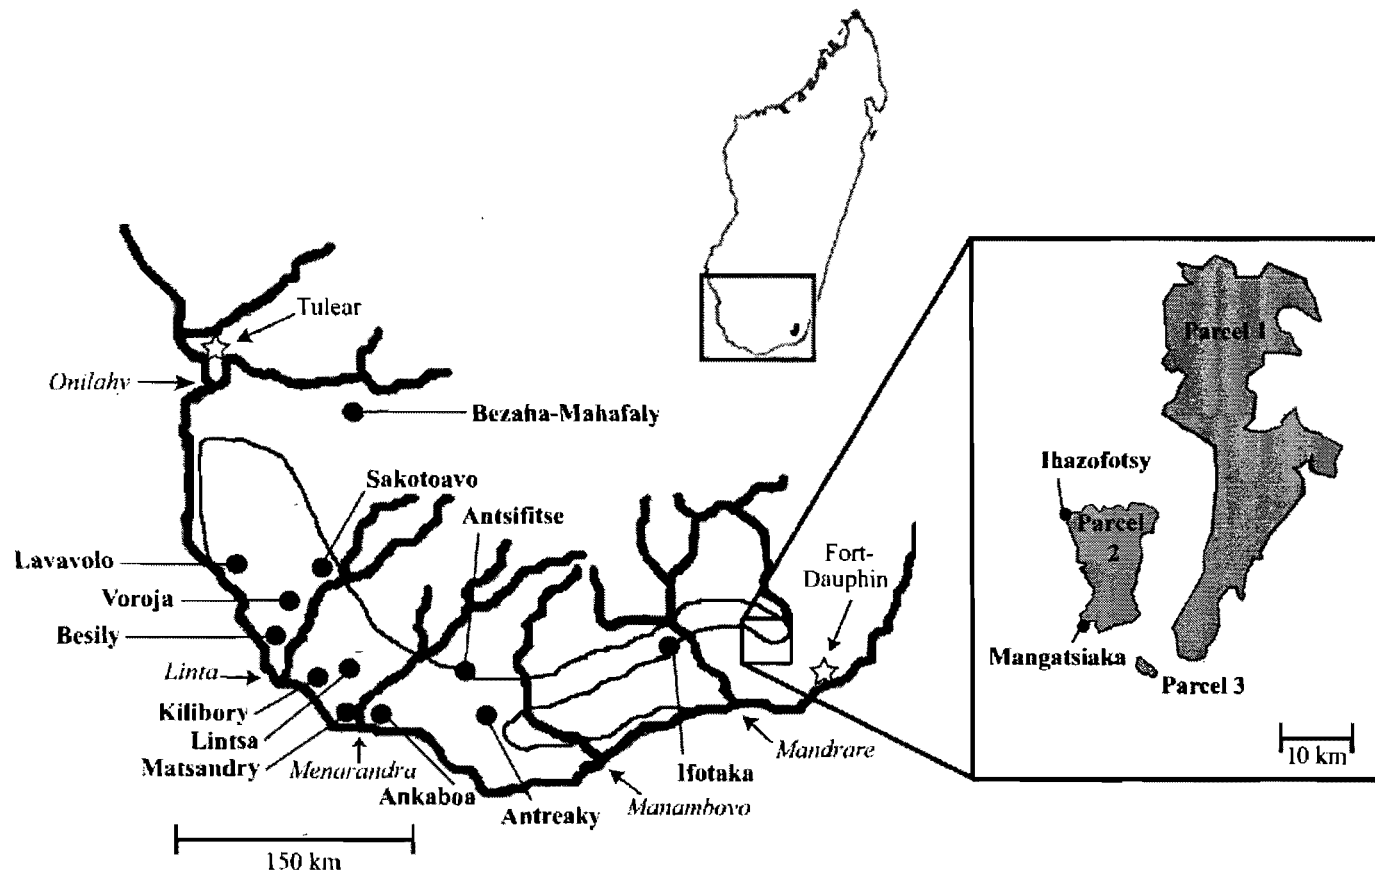 Tulear
Onilahy
Bezaha-Mahafaly
Sakotoavo
Antsifitse
Lavavolo
Voroja
Besily
Linta
Kilibory
Lintsa
Matsandry
Menarandra
Ankaboa
Antreaky
Manambovo
Ifotaka
Mandrare
Fort-
Dauphin
150 km
Parcel 1
Ihazofotsy
Parcel
2
Mangatsiaka
Parcel 3
10 km